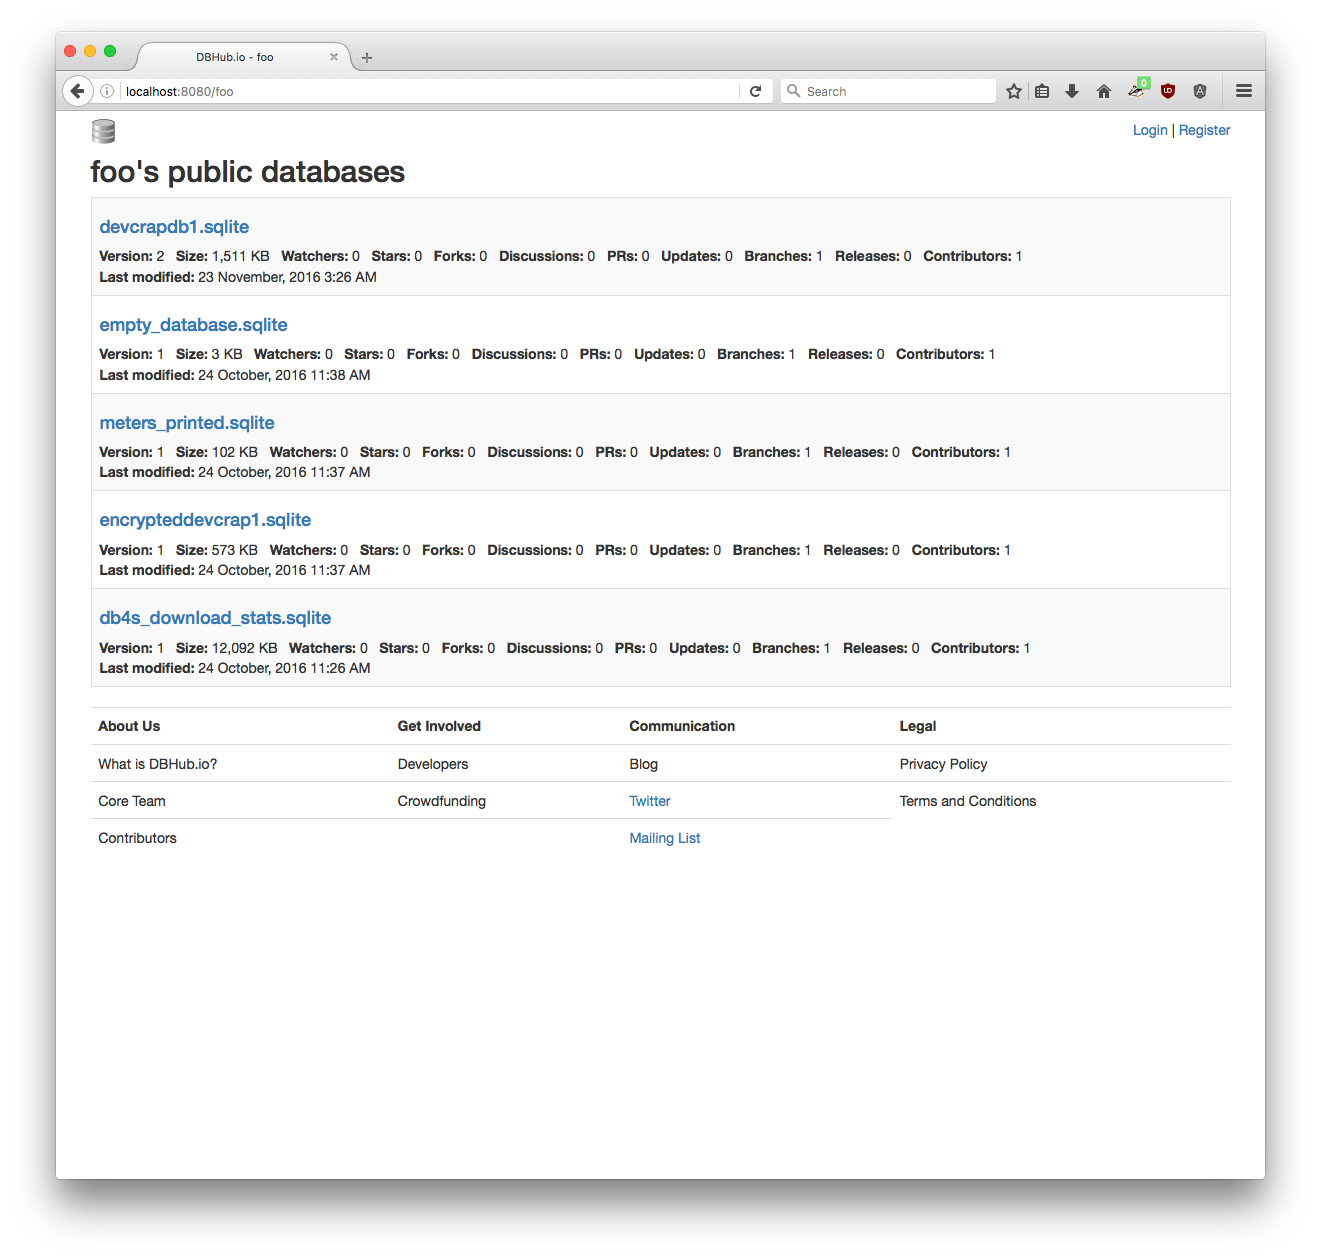 DBHub.io - foo
localhost:8080/foo
Search
0
Login | Register
foo's public databases
devcrapdb1.sqlite
Version: 2 Size: 1,511 KB Watchers: 0 Stars: 0 Forks: 0 Discussions: 0 PRs: 0 Updates: 0 Branches: 1 Releases: 0 Contributors: 1
Last modified: 23 November, 2016 3:26 AM
empty_database.sqlite
Version: 1 Size: 3 KB Watchers: 0 Stars: 0 Forks: 0 Discussions: 0 PRs: 0 Updates: 0 Branches: 1 Releases: 0 Contributors: 1
Last modified: 24 October, 2016 11:38 AM
meters_printed.sqlite
Version: 1 Size: 102 KB Watchers: 0 Stars: 0 Forks: 0 Discussions: 0 PRs: 0 Updates: 0 Branches: 1 Releases: 0 Contributors: 1
Last modified: 24 October, 2016 11:37 AM
encrypteddevcrap1.sqlite
Version: 1 Size: 573 KB Watchers: 0 Stars: 0 Forks: 0 Discussions: 0 PRs: 0 Updates: 0 Branches: 1 Releases: 0 Contributors: 1
Last modified: 24 October, 2016 11:37 AM
db4s_download_stats.sqlite
Version: 1 Size: 12,092 KB Watchers: 0 Stars: 0 Forks: 0 Discussions: 0 PRs: 0 Updates: 0 Branches: 1 Releases: 0 Contributors: 1
Last modified: 24 October, 2016 11:26 AM
About Us Get Involved Communication Legal
What is DBHub.io? Developers Blog Privacy Policy
Core Team Crowdfunding Twitter Terms and Conditions
Contributors Mailing List